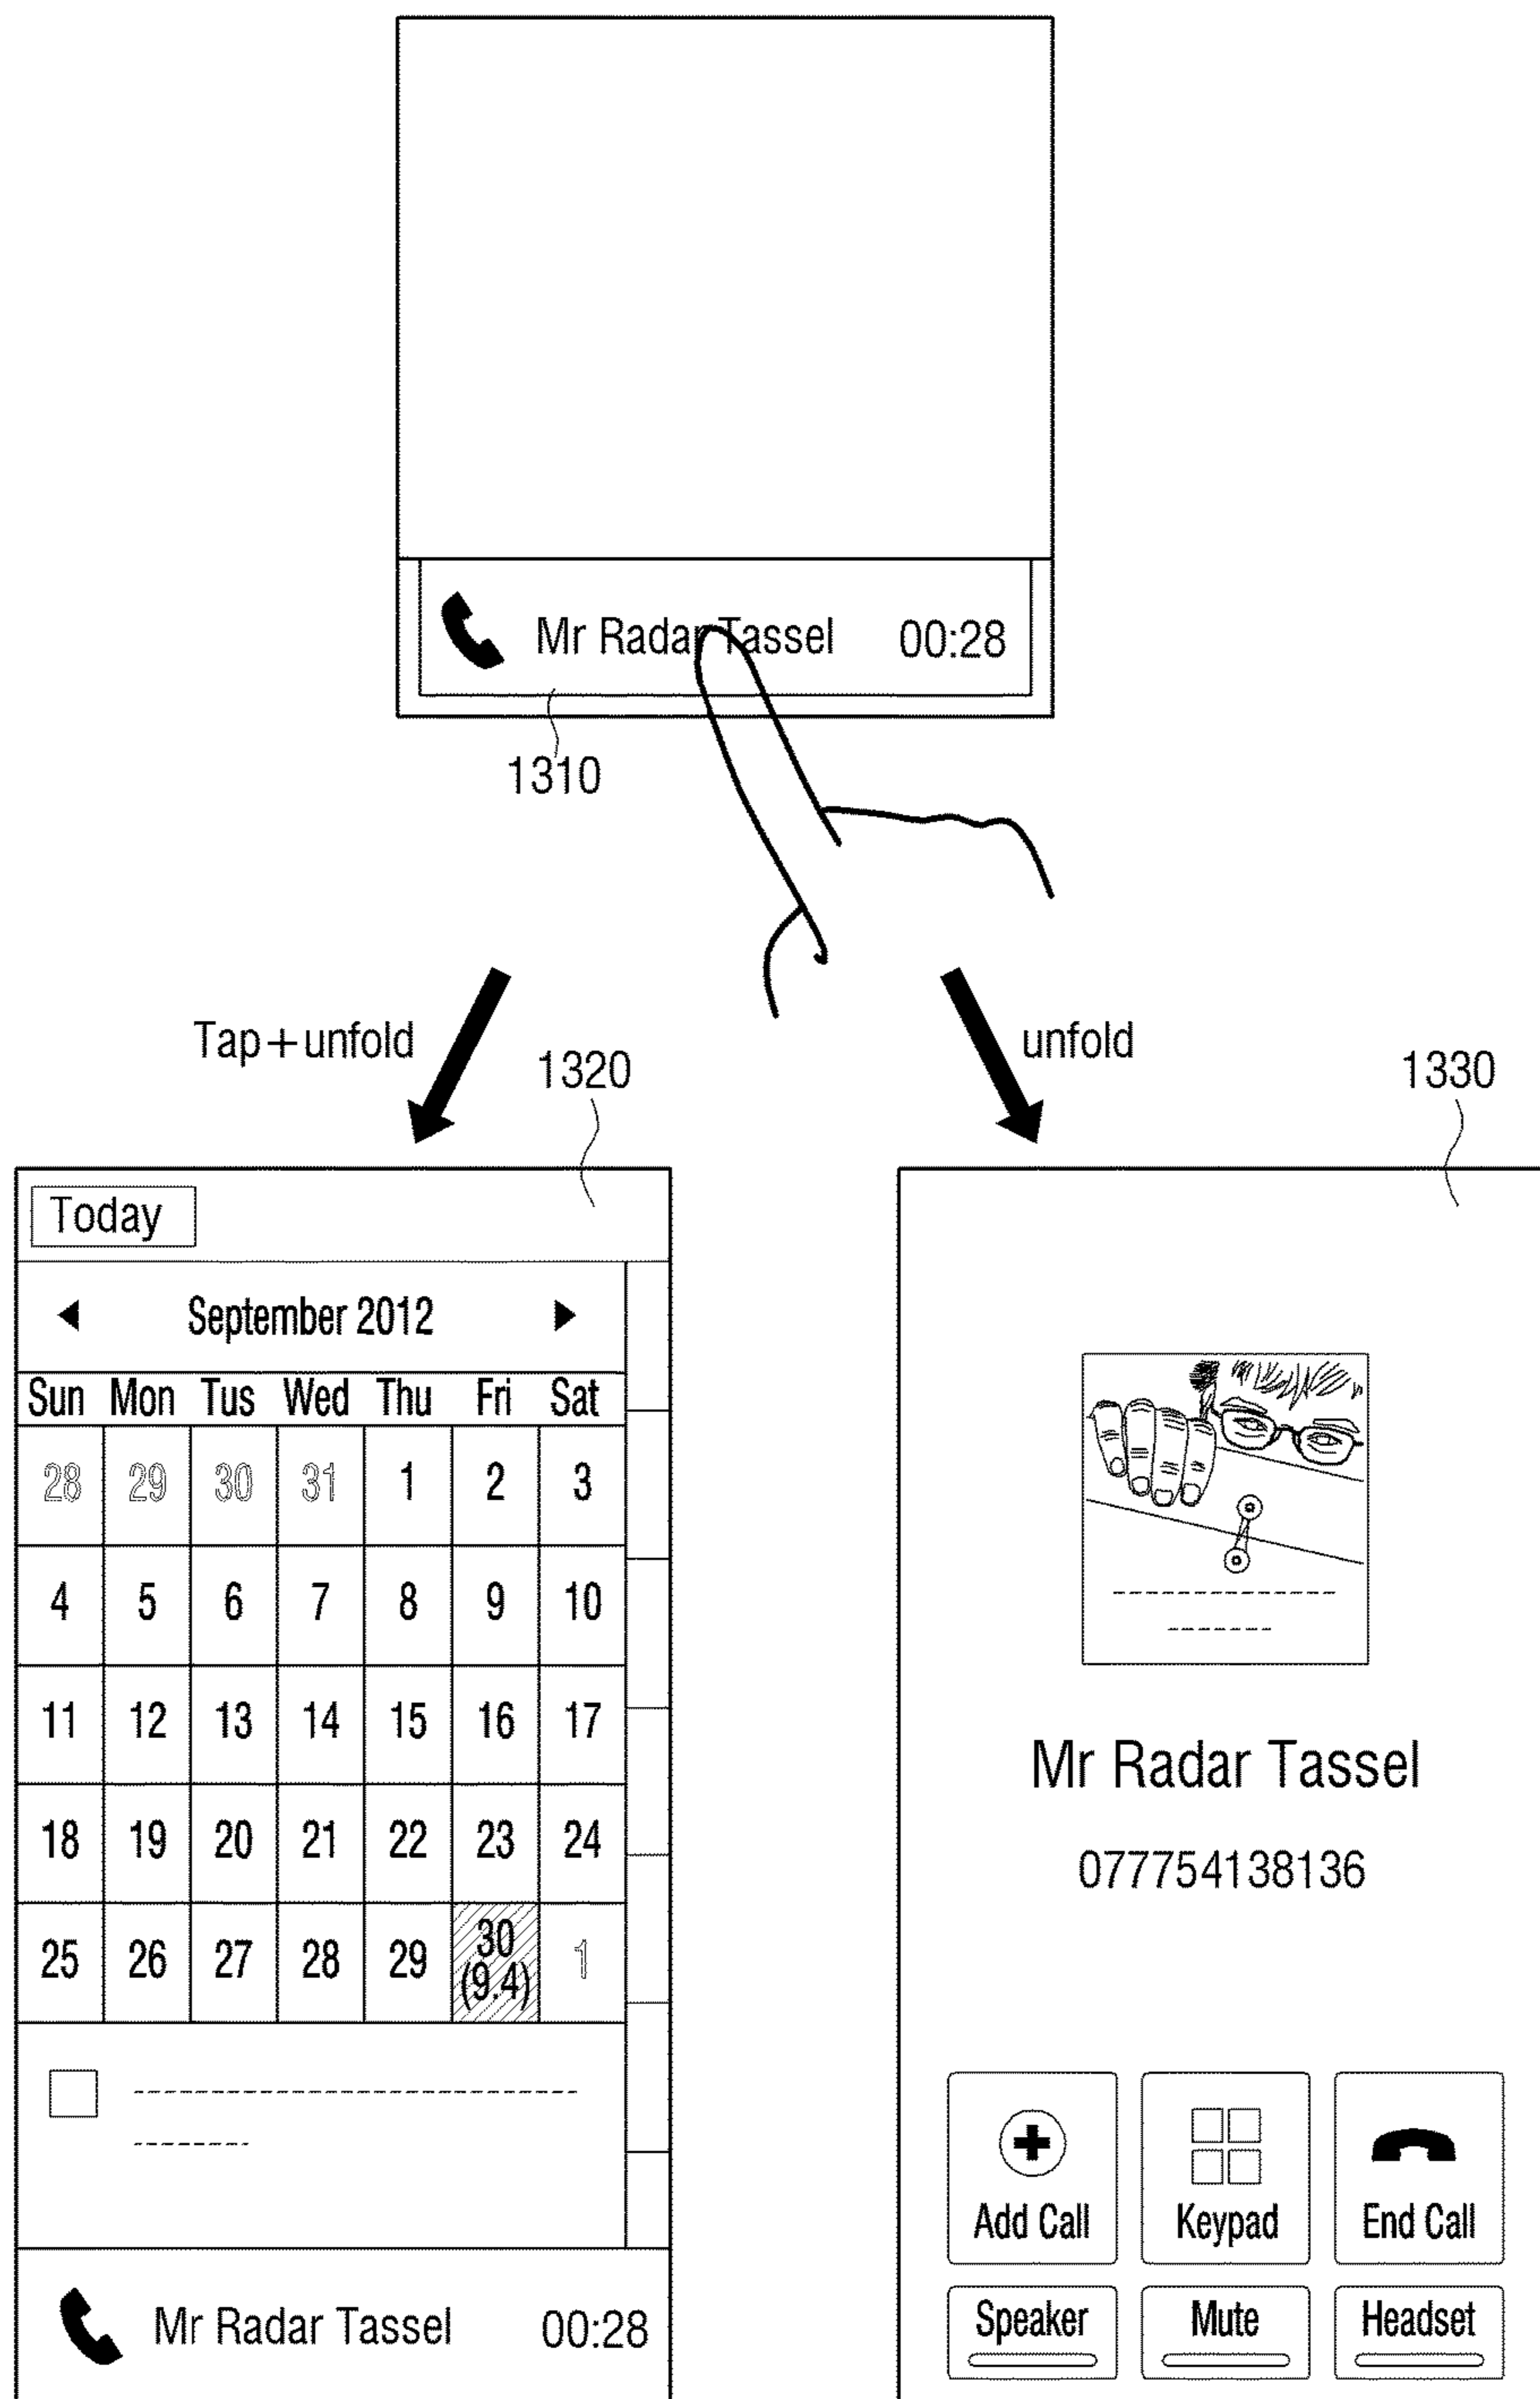 Mr Radar Tassel 00:28
1310
Tap+unfold
unfold
1320
1330
Today
September 2012
Sun Mon Tus Wed Thu Fri Sat
28 29 30 31 1 2 3
4 5 6 7 8 9 10
11 12 13 14 15 16 17
18 19 20 21 22 23 24
25 26 27 28 29 30 1
(9.4)
Mr Radar Tassel 00:28
Mr Radar Tassel
077754138136
Add Call Keypad End Call
Speaker Mute Headset